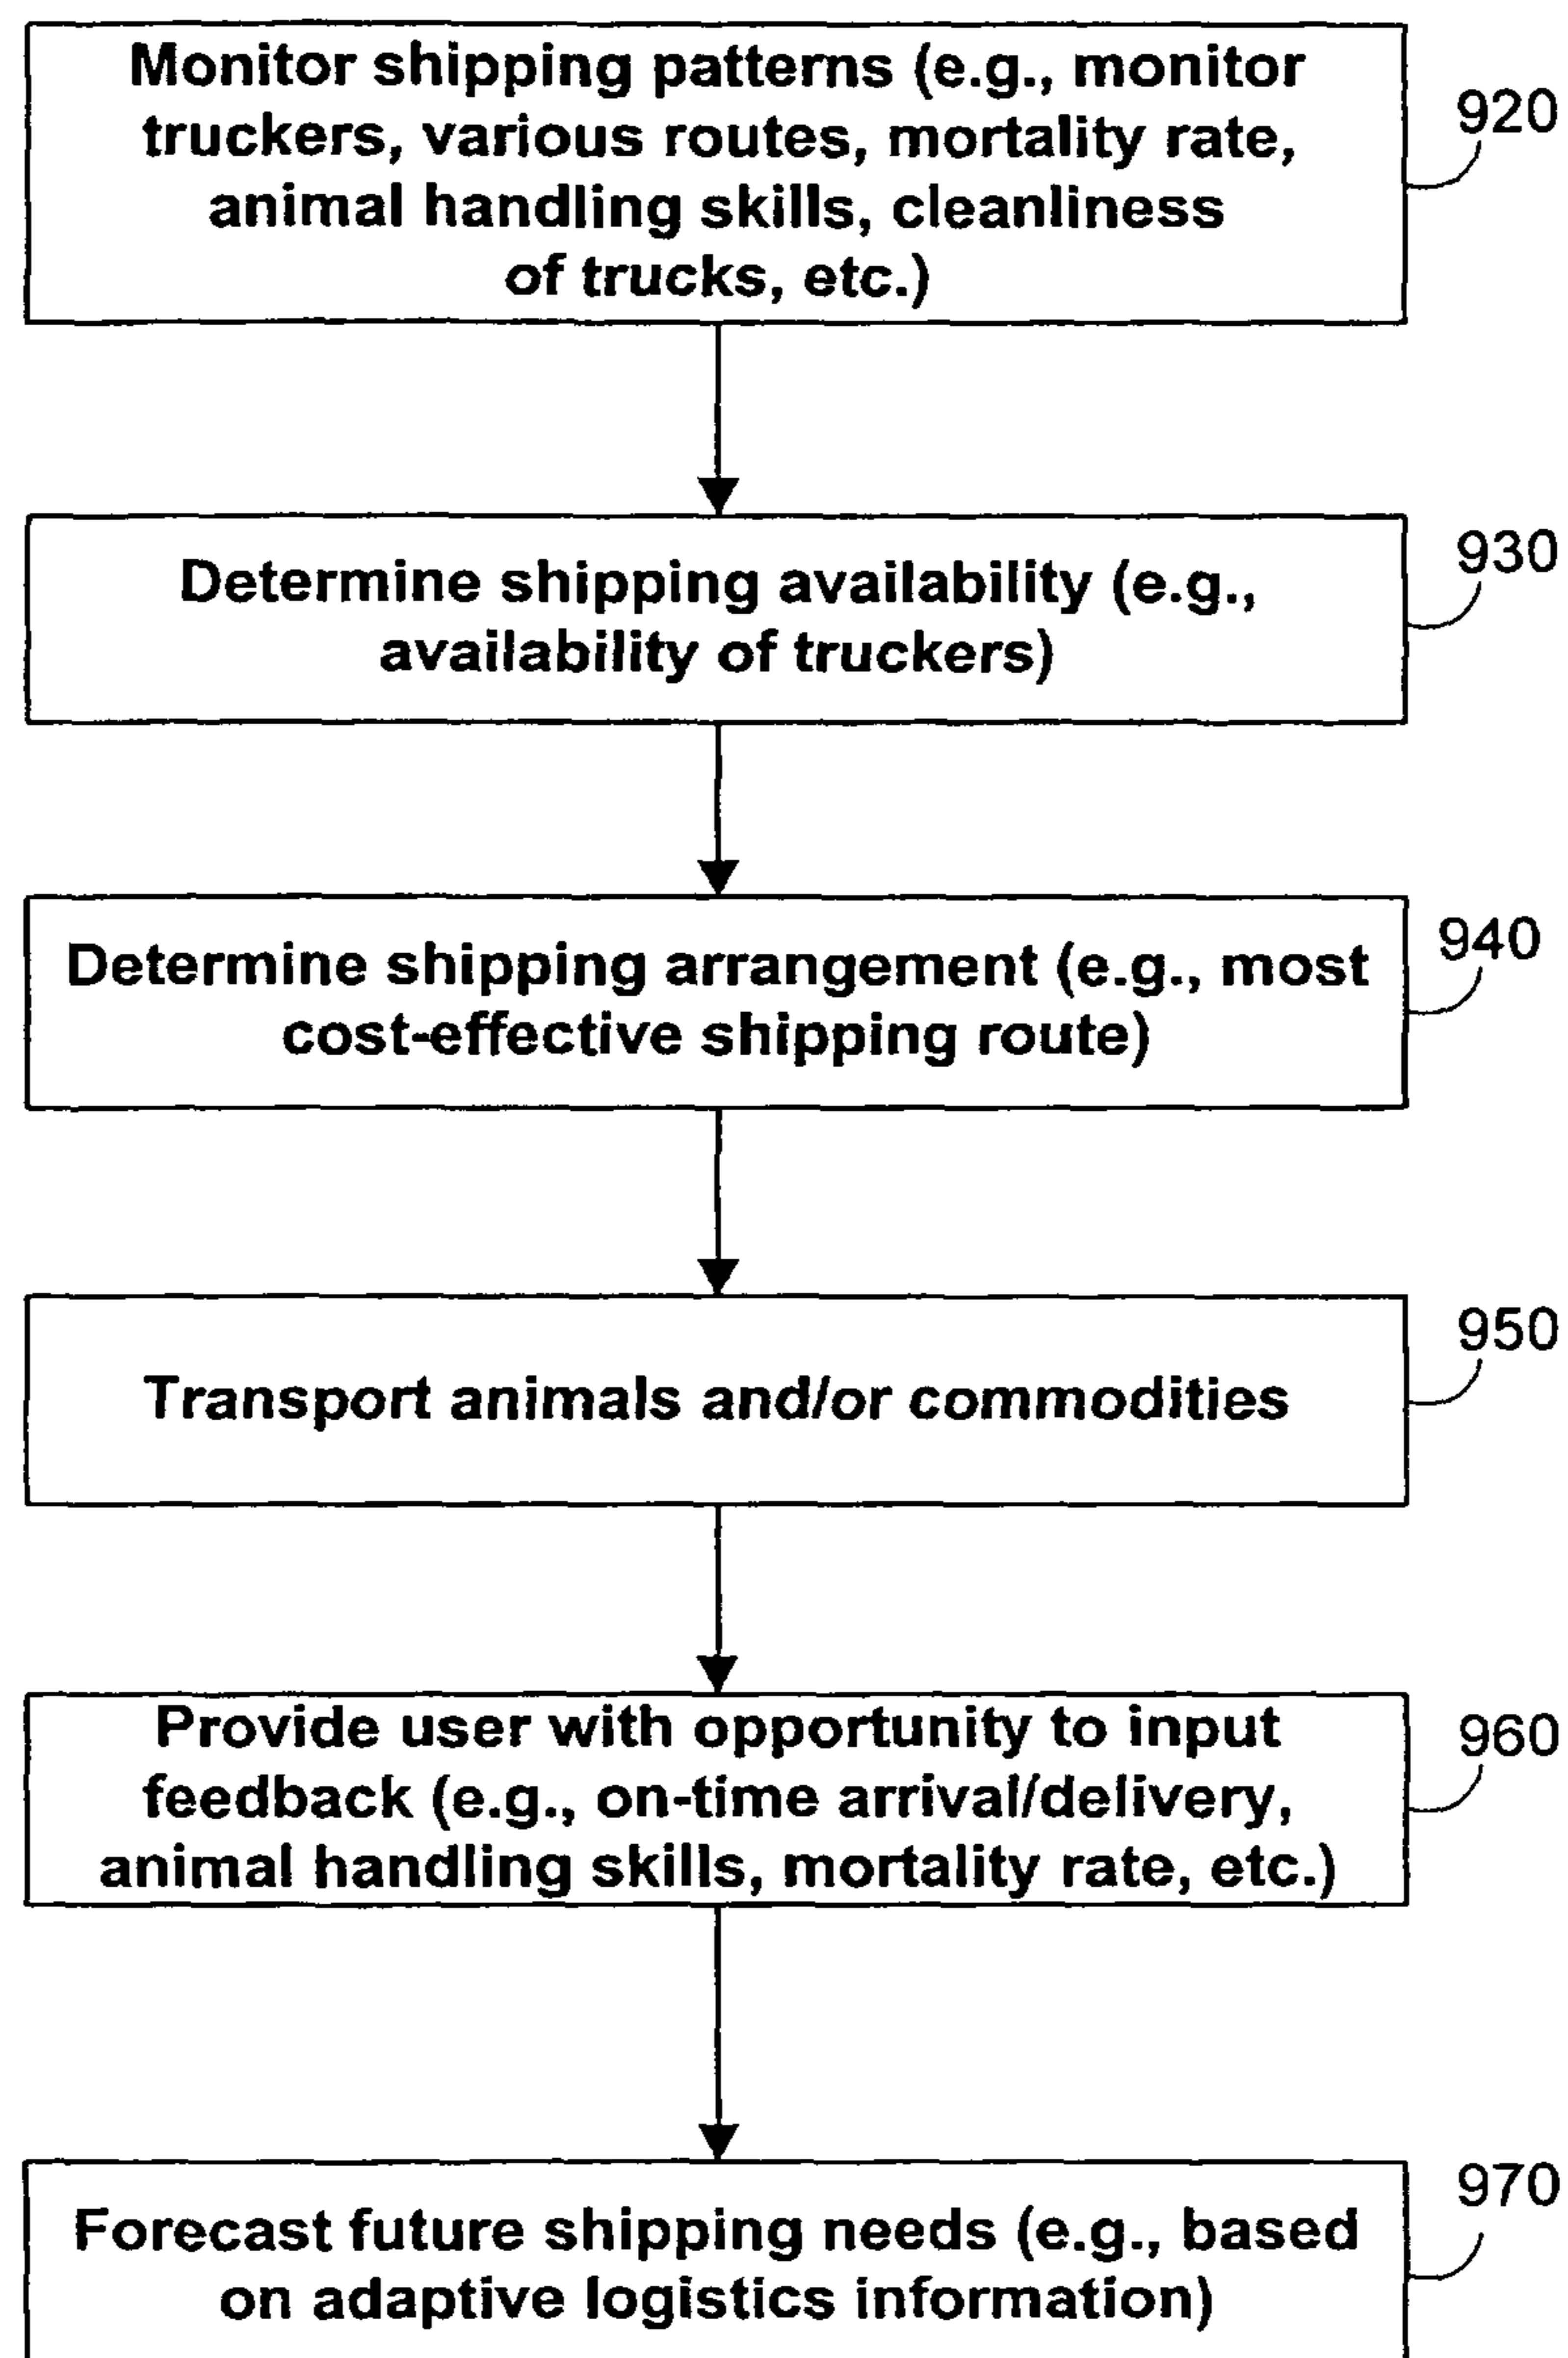 Monitor shipping patterns (e.g., monitor
truckers, various routes, mortality rate,
animal handling skills, cleanliness
of trucks, etc.)
920
Determine shipping availability (e.g.,
availability of truckers)
930
Determine shipping arrangement (e.g., most
cost-effective shipping route)
940
Transport animals and/or commodities
950
Provide user with opportunity to input
feedback (e.g., on-time arrival/delivery,
animal handling skills, mortality rate, etc.)
960
Forecast future shipping needs (e.g., based
on adaptive logistics information)
970